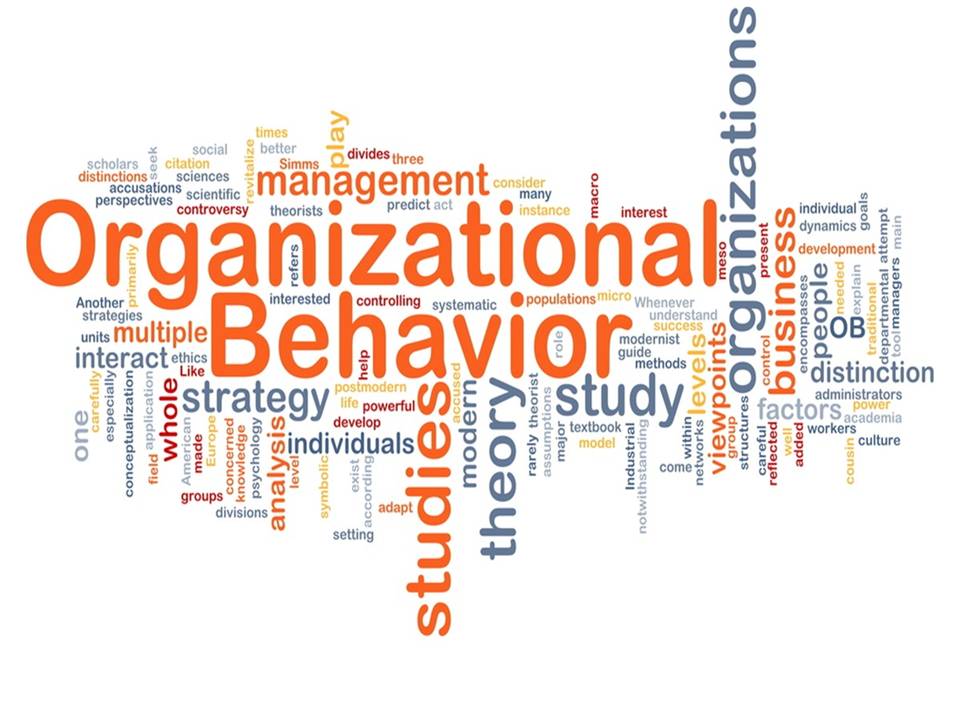 organizations
times
play
social
better
seek
revitalize
scholars
citation
Simms
divides
three
distinctions
sciences
management
consider
macro
accusations
scientific
many
perspectives
predict act
controversy
theorists
instance
interest
individual
goals
dynamics
attempt
main
Organizational
meso
present
business
development
primarily
refers
departmental
managers
tool
traditional
explain
needed
people
encompasses
Another
interested
controlling
systematic
populations
micro
Whenever
strategies
understand
success
OB
units
multiple
Behavior
role
modernist
guide
interact
ethics
methods
Like
help
levels
viewpoints
control
distinction
strategy
postmodern
accused
study
administrators
life
powerful
factors
power
academia
one
carefully
especially
conceptualization
application
whole
develop
textbook
workers
culture
field
American
made
Europe
concerned
knowledge
psychology
analysis
level
individuals
studies
modern
theory
rarely
theorist
assumptions
major
model
Industrial
notwithstanding
come
within
networks
group
structures
careful
reflected
well
added
cousin
groups
divisions
symbolic
exist
according
adapt
setting